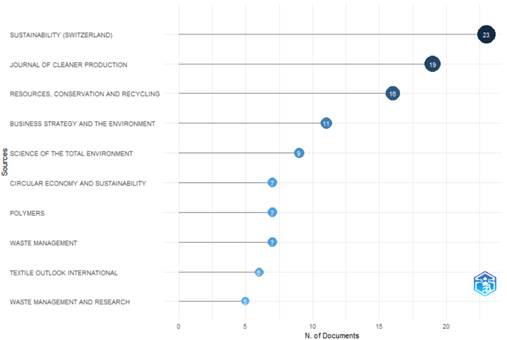 SUSTAINABILITY (SWITZERLAND)
23
JOURNAL OF CLEANER PRODUCTION
19
RESOURCES, CONSERVATION AND RECYCLING
16
BUSINESS STRATEGY AND THE ENVIRONMENT
11
SCIENCE OF THE TOTAL ENVIRONMENT
9
CIRCULAR ECONOMY AND SUSTAINABILITY
7
POLYMERS
7
WASTE MANAGEMENT
7
TEXTILE OUTLOOK INTERNATIONAL
6
WASTE MANAGEMENT AND RESEARCH
5
Sources
0 5 10 15 20
N. of Documents